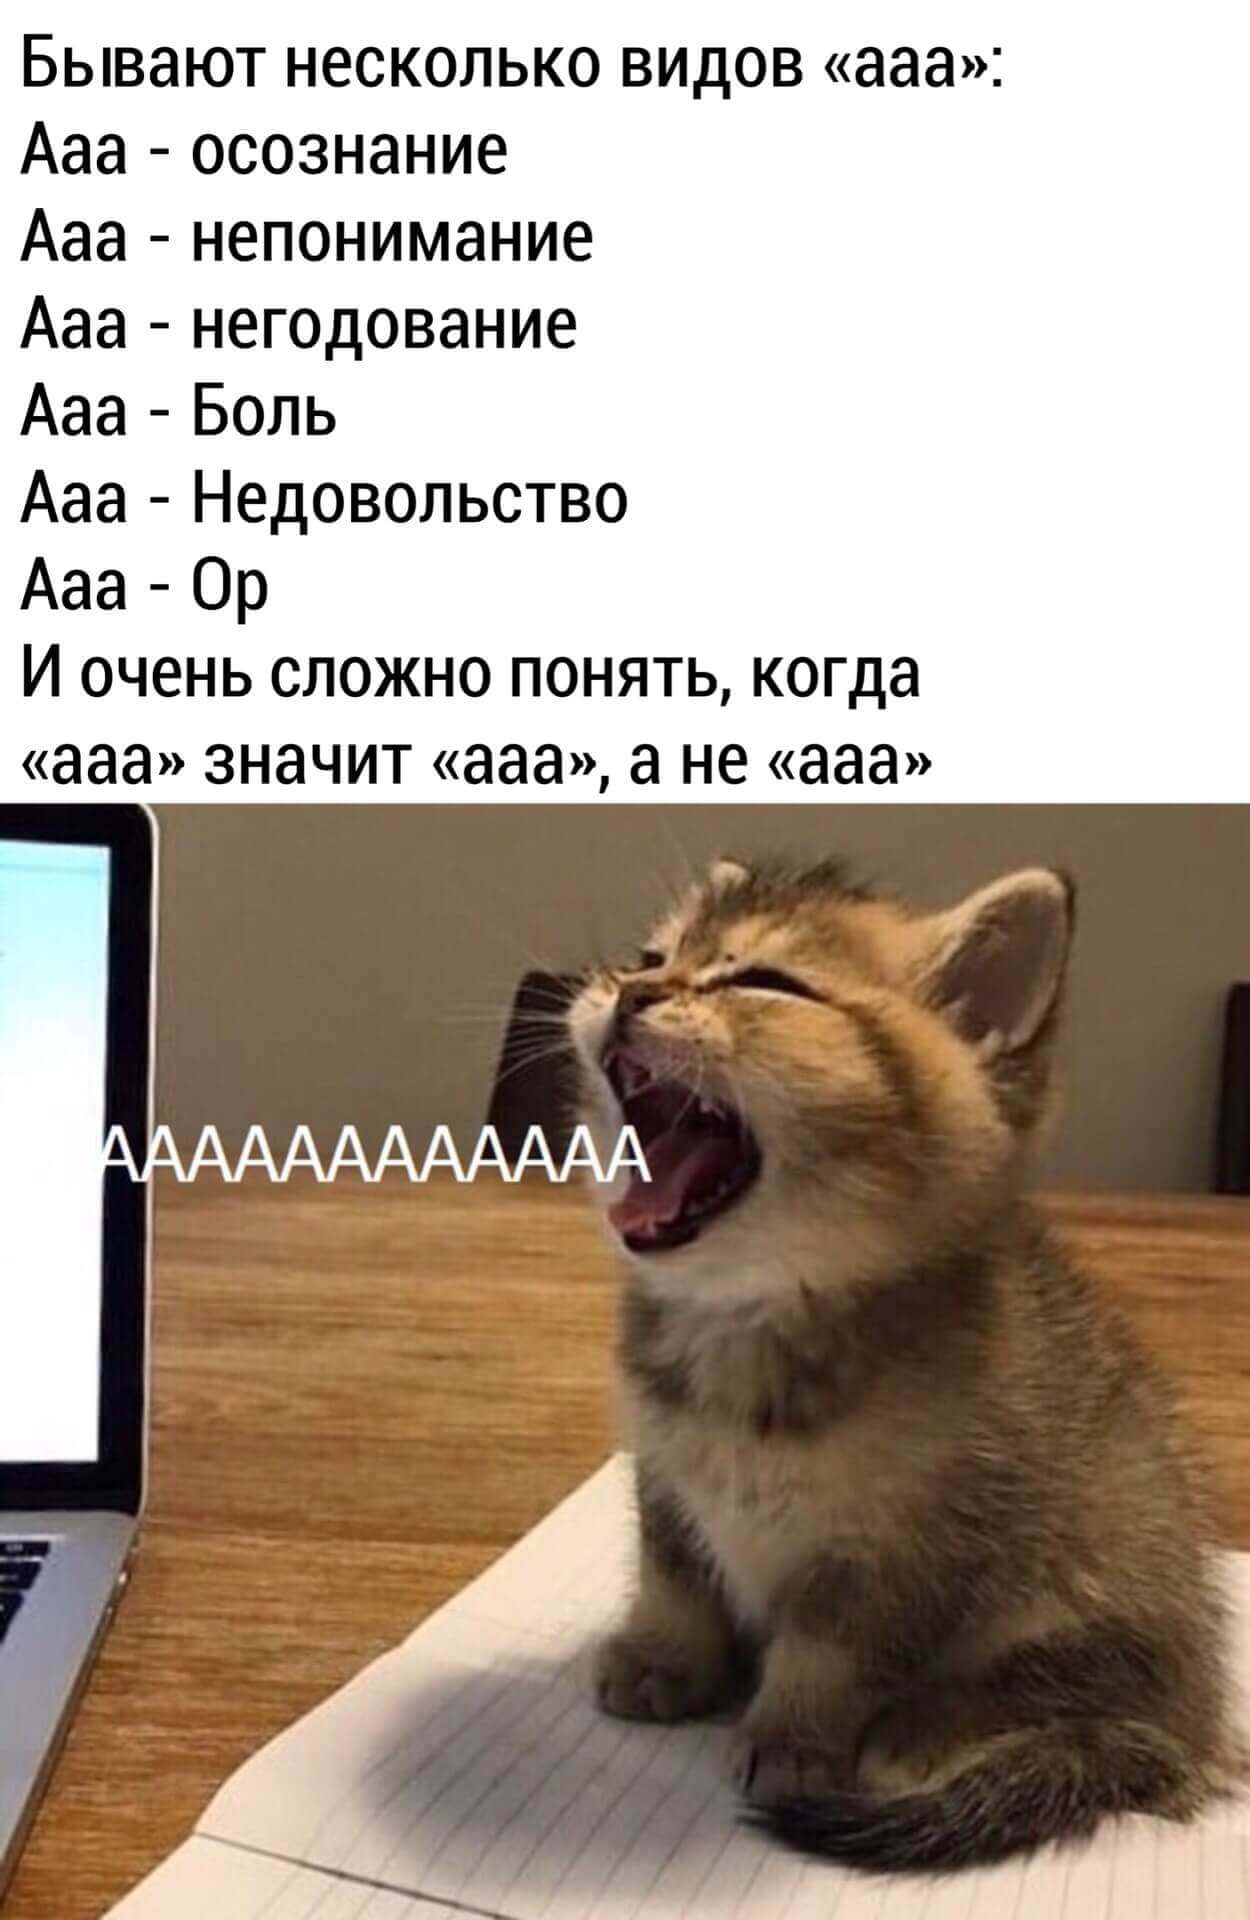 Бывают несколько видов «ааа»:
Ааа - осознание
Ааа - непонимание
Ааа - негодование
Ааа - Боль
Ааа - Недовольство
Ааа - Ор
И очень сложно понять, когда
«ааа» значит «ааа», а не «ааа»
АААААААААААА